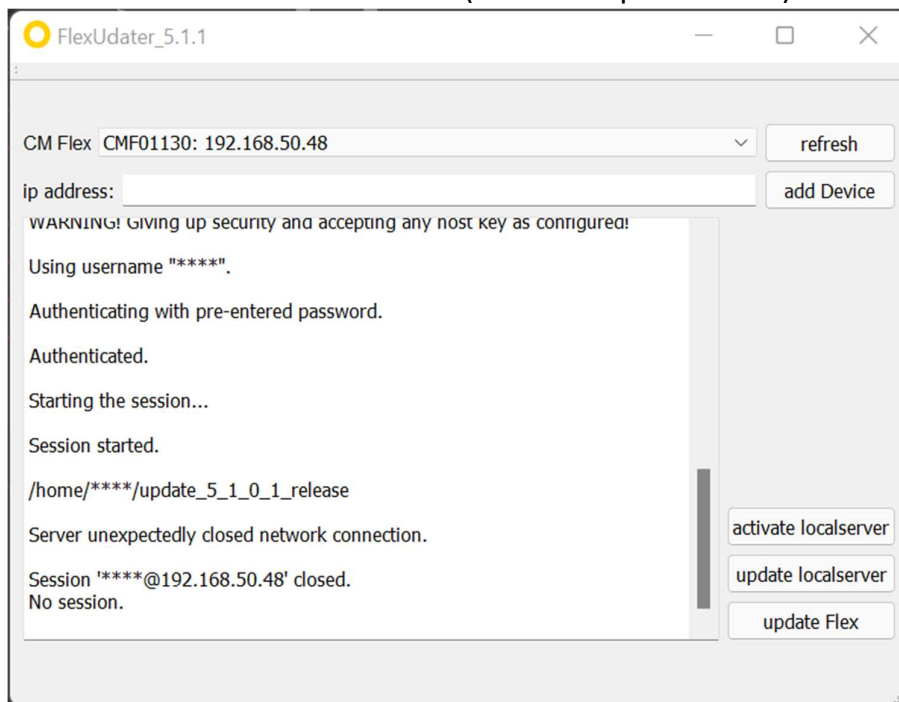 FlexUdater_5.1.1
CM Flex CMF01130: 192.168.50.48 refresh
ip address: add Device
WARNING! Giving up security and accepting any host key as configured!
Using username "****".
Authenticating with pre-entered password.
Authenticated.
Starting the session...
Session started.
/home/****/update_5_1_0_1_release
Server unexpectedly closed network connection.
Session '****@192.168.50.48' closed.
No session.
activate localserver
update localserver
update Flex